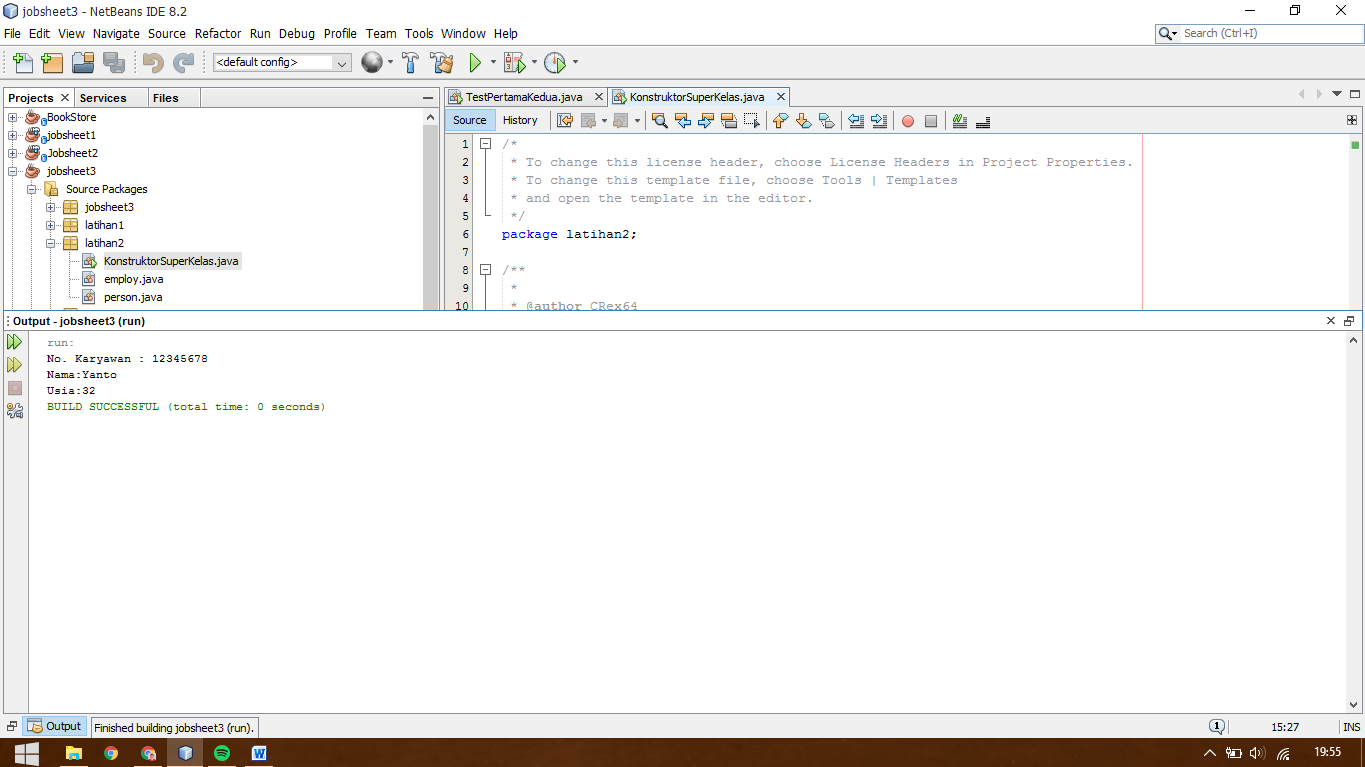 jobsheet3 - NetBeans IDE 8.2
File Edit View Navigate Source Refactor Run Debug Profile Team Tools Window Help
Search (Ctrl+I)
<default config>
Projects Services Files
BookStore
jobsheet1
Jobsheet2
jobsheet3
Source Packages
jobsheet3
latihan1
latihan2
KonstruktorSuperKelas.java
employ.java
person.java
TestPertamaKedua.java KonstruktorSuperKelas.java
Source History
1 /*
2 * To change this license header, choose License Headers in Project Properties.
3 * To change this template file, choose Tools | Templates
4 * and open the template in the editor.
5 */
6 package latihan2;
7
8 /**
9 *
10 * @author CRex64
Output - jobsheet3 (run)
run:
No. Karyawan : 12345678
Nama:Yanto
Usia:32
BUILD SUCCESSFUL (total time: 0 seconds)
Output
Finished building jobsheet3 (run).
1
15:27
INS
19:55